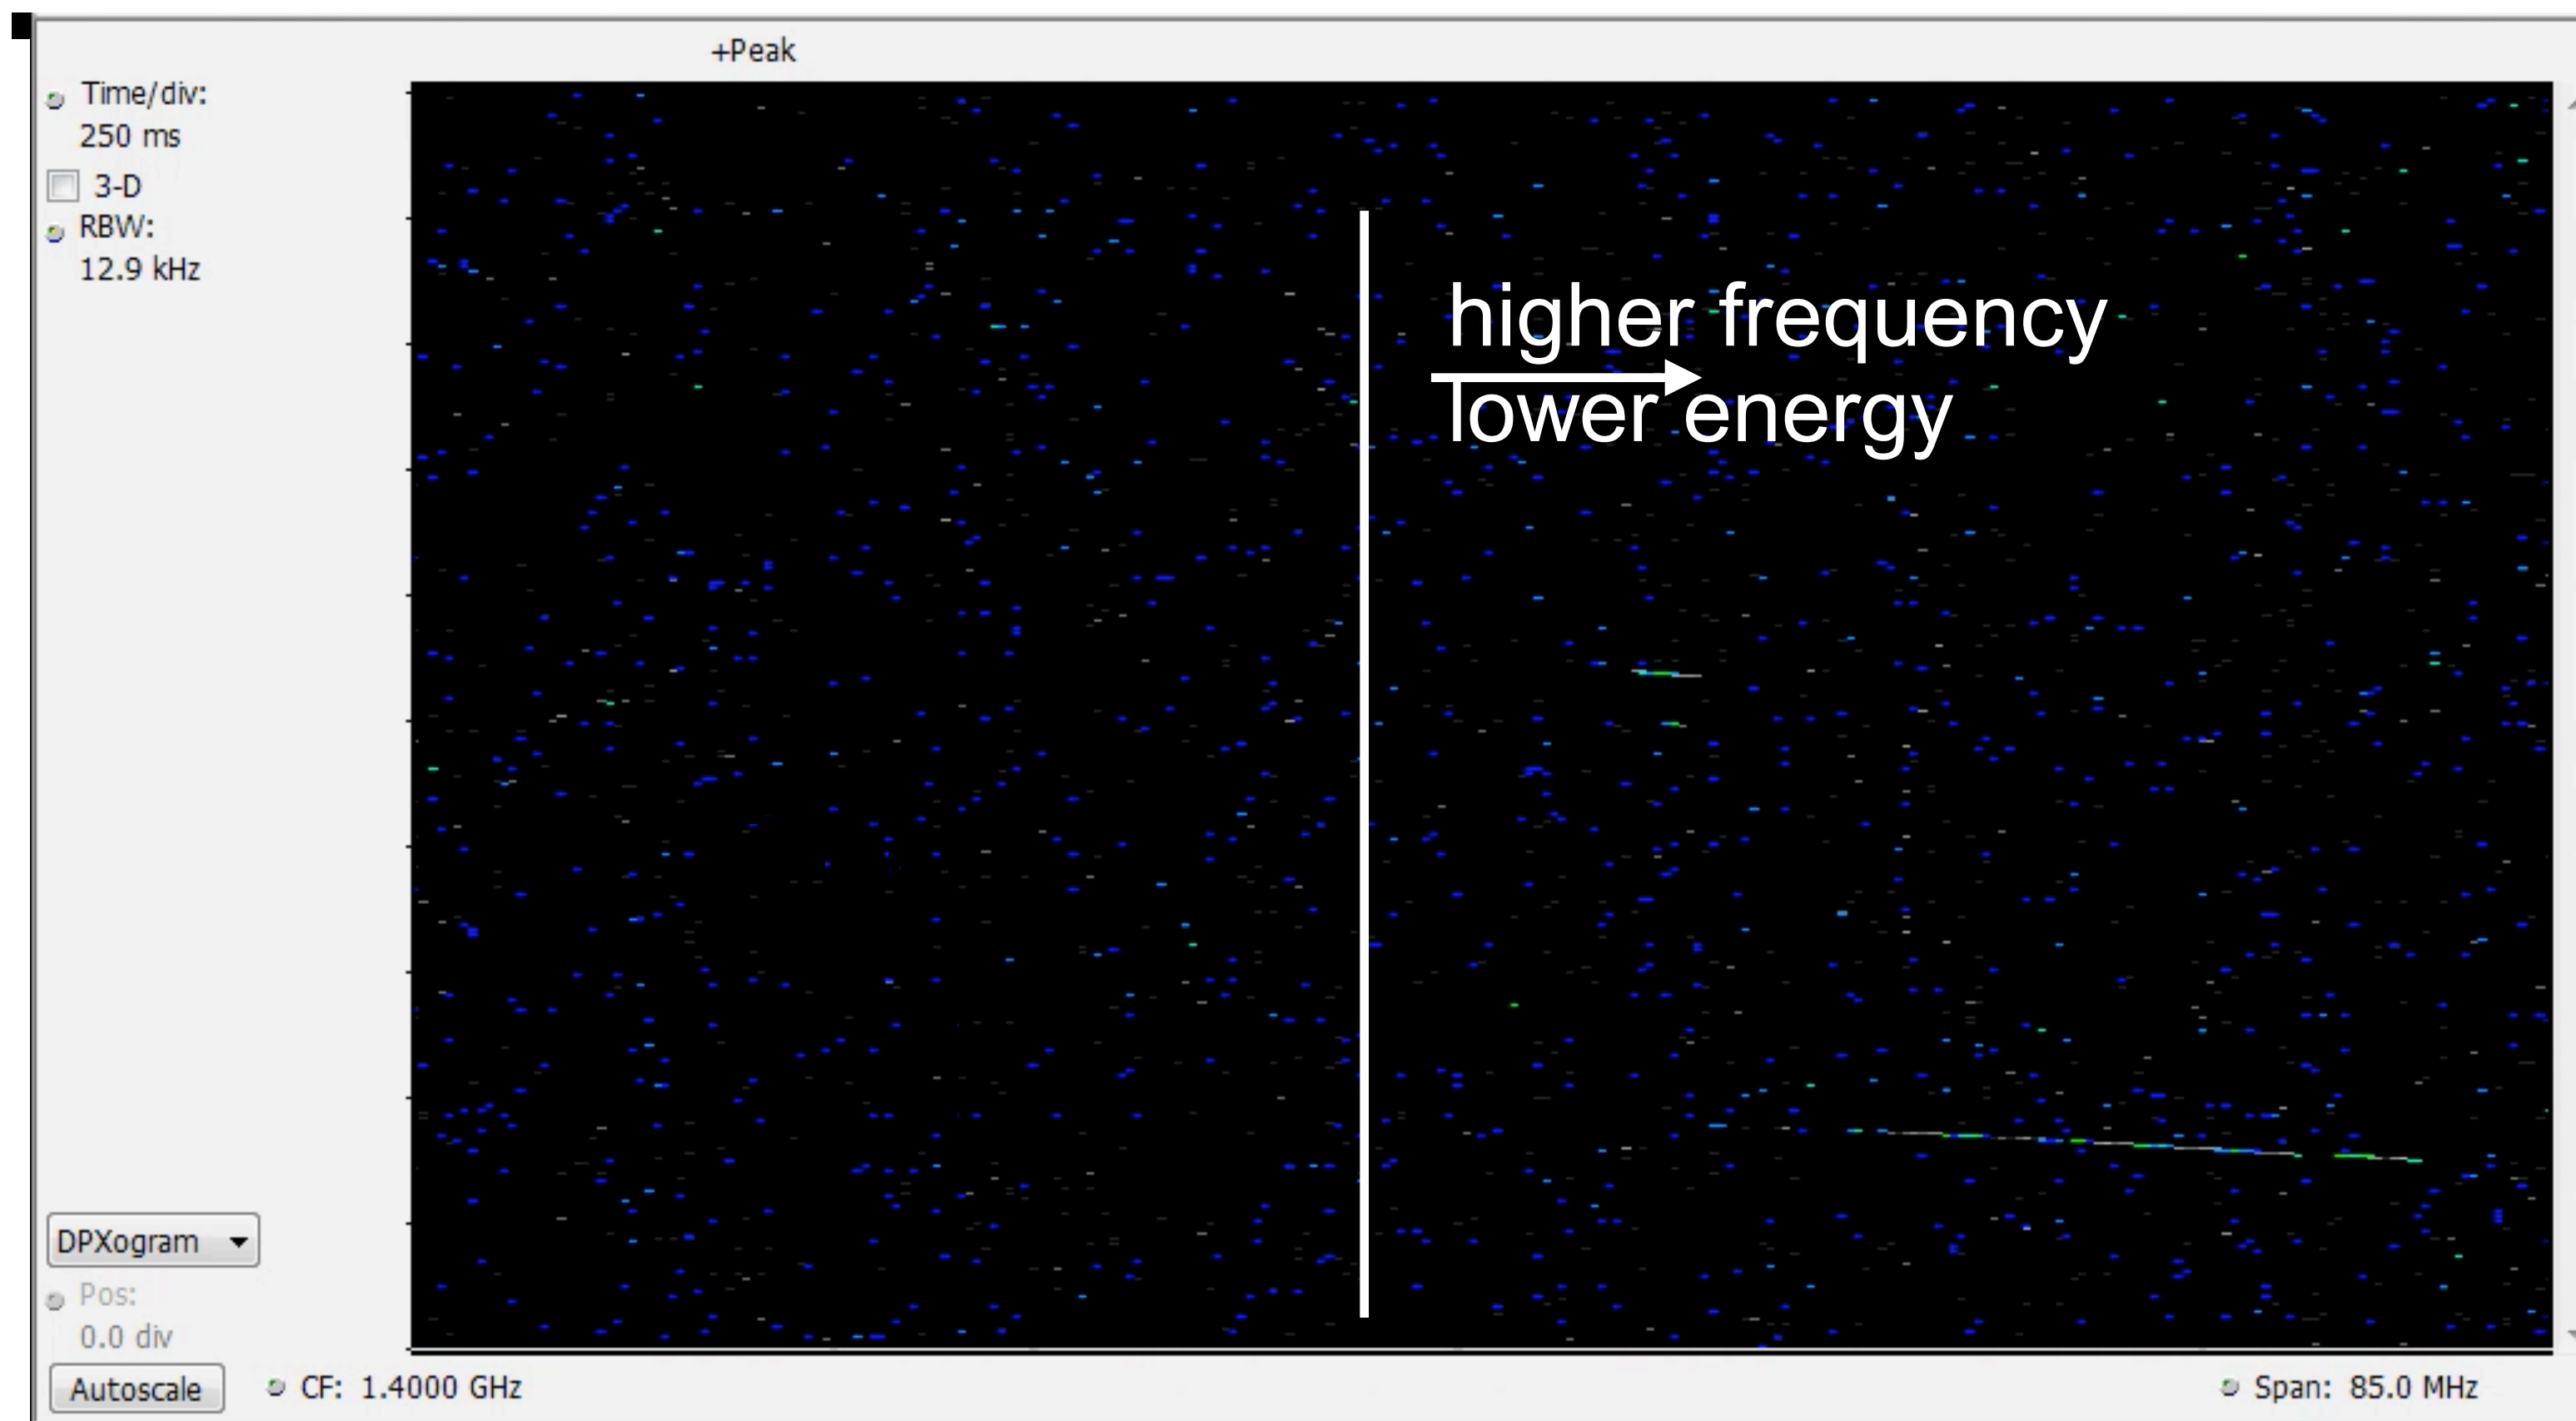 +Peak
Time/div:
250 ms
3-D
RBW:
12.9 kHz
higher frequency
lower energy
DPXogram
Pos:
0.0 div
Autoscale
CF: 1.4000 GHz
Span: 85.0 MHz